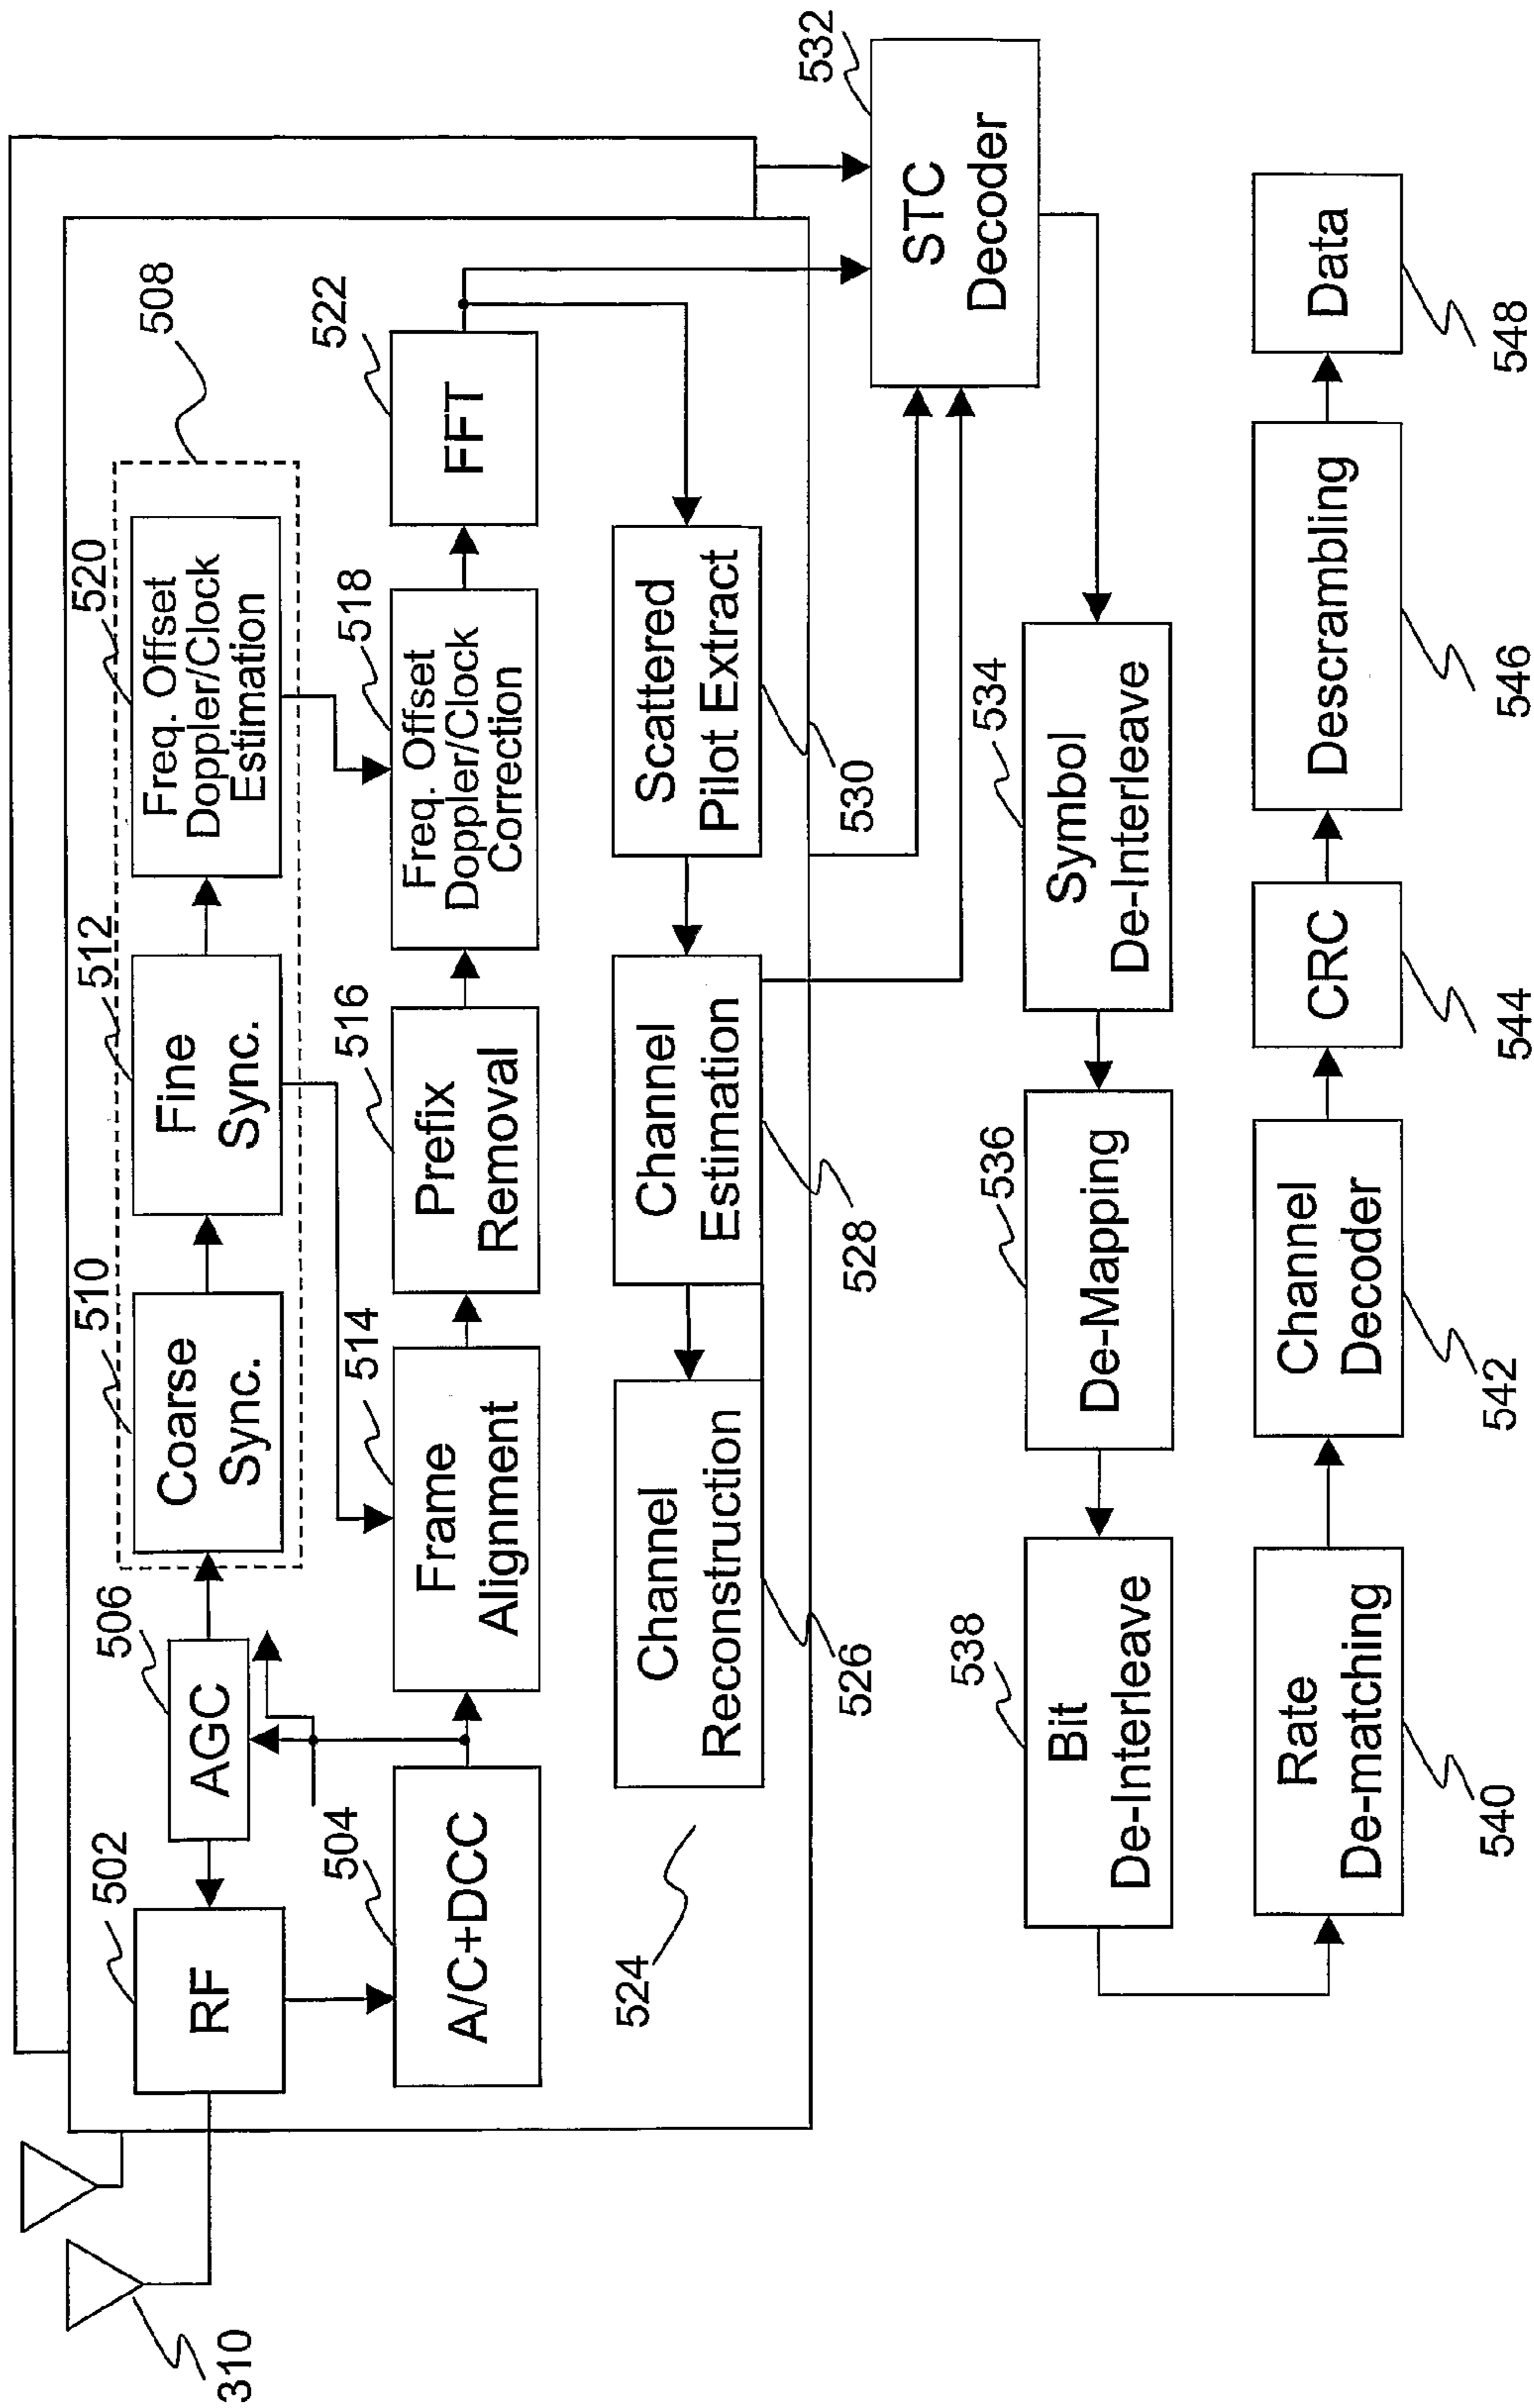 508
520
Freq. Offset
Doppler/Clock
Estimation
512
Fine
Sync.
510
Coarse
Sync.
506
AGC
502
RF
310
504
A/C+DCC
514
Frame
Alignment
516
Prefix
Removal
518
Freq. Offset
Doppler/Clock
Correction
522
FFT
524
Channel
Reconstruction
526
Channel
Estimation
528
Scattered
Pilot Extract
530
532
STC
Decoder
534
Symbol
De-Interleave
536
De-Mapping
538
Bit
De-Interleave
Rate
De-matching
540
Channel
Decoder
542
CRC
544
Descrambling
546
Data
548